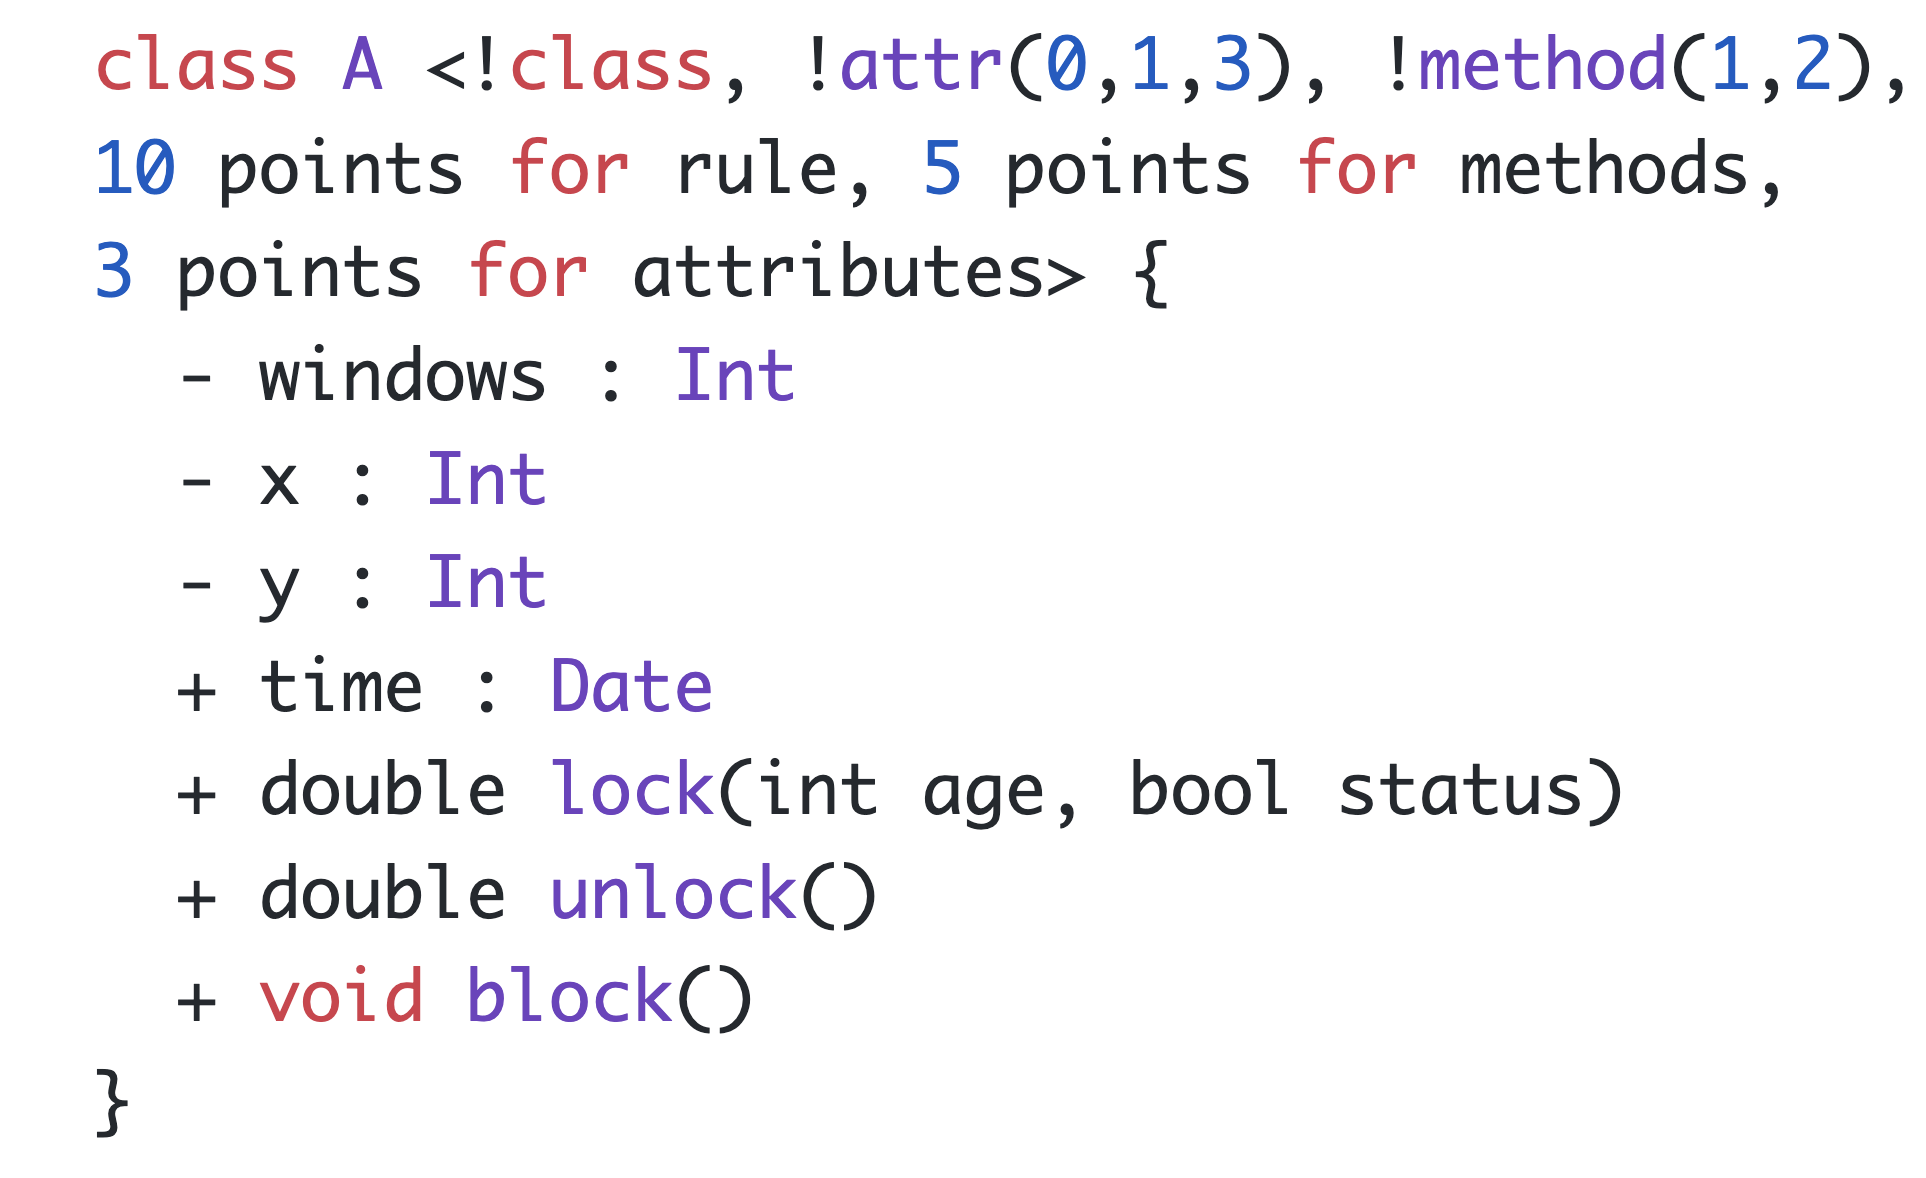 class A <!class, !attr(0,1,3), !method(1,2),
10 points for rule, 5 points for methods,
3 points for attributes> {
  - windows : Int
  - x : Int
  - y : Int
  + time : Date
  + double lock(int age, bool status)
  + double unlock()
  + void block()
}